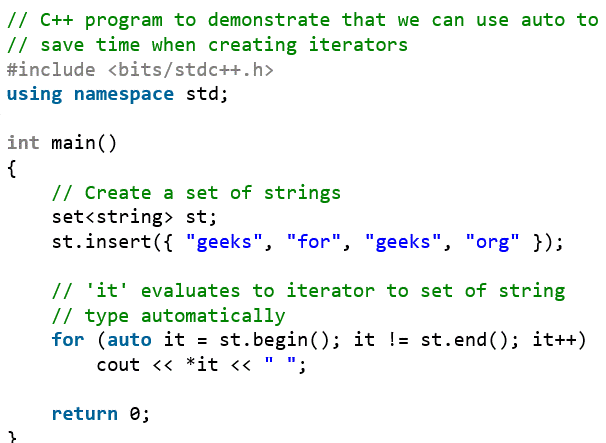 // C++ program to demonstrate that we can use auto to
// save time when creating iterators
#include <bits/stdc++.h>
using namespace std;

int main()
{
    // Create a set of strings
    set<string> st;
    st.insert({ "geeks", "for", "geeks", "org" });

    // 'it' evaluates to iterator to set of string
    // type automatically
    for (auto it = st.begin(); it != st.end(); it++)
        cout << *it << " ";

    return 0;
}